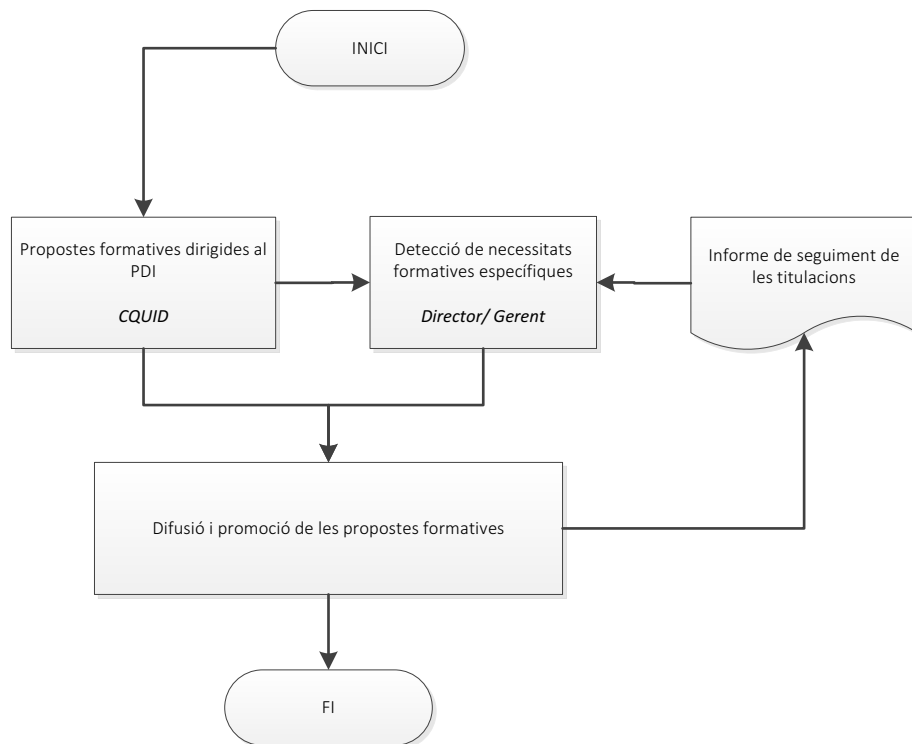 INICI
Propostes formatives dirigides al
PDI
CQUID
Detecció de necessitats
formatives específiques
Director/ Gerent
Informe de seguiment de
les titulacions
Difusió i promoció de les propostes formatives
FI